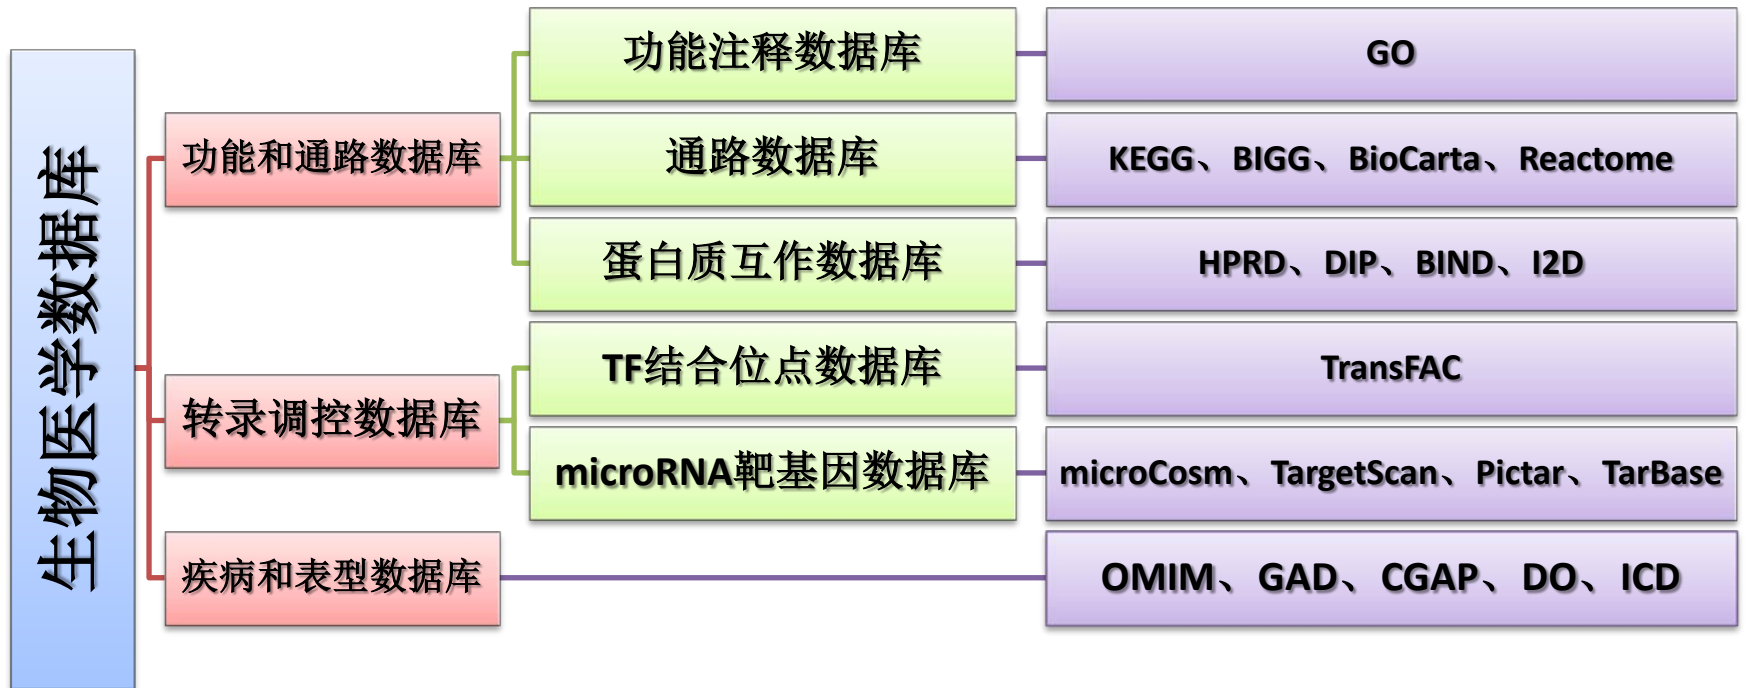 生物医学数据库
功能和通路数据库
功能注释数据库
GO
通路数据库
KEGG、BIGG、BioCarta、Reactome
蛋白质互作数据库
HPRD、DIP、BIND、I2D
转录调控数据库
TF结合位点数据库
TransFAC
microRNA靶基因数据库
microCosm、TargetScan、Pictar、TarBase
疾病和表型数据库
OMIM、GAD、CGAP、DO、ICD